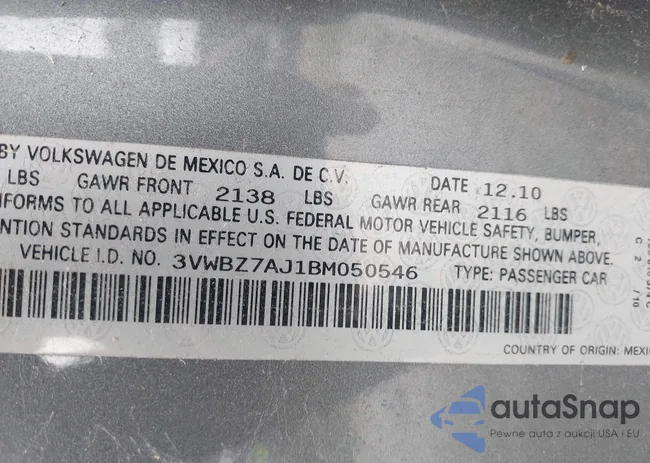 BY VOLKSWAGEN DE MEXICO S.A. DE C.V. DATE 12.10
LBS GAWR FRONT 2138 LBS GAWR REAR 2116 LBS
FORMS TO ALL APPLICABLE U.S. FEDERAL MOTOR VEHICLE SAFETY, BUMPER,
NTION STANDARDS IN EFFECT ON THE DATE OF MANUFACTURE SHOWN ABOVE.
VEHICLE I.D. NO. 3VWBZ7AJ1BM050546 TYPE: PASSENGER CAR
COUNTRY OF ORIGIN: MEXI
autaSnap
Pewne auta z aukcji USA i EU